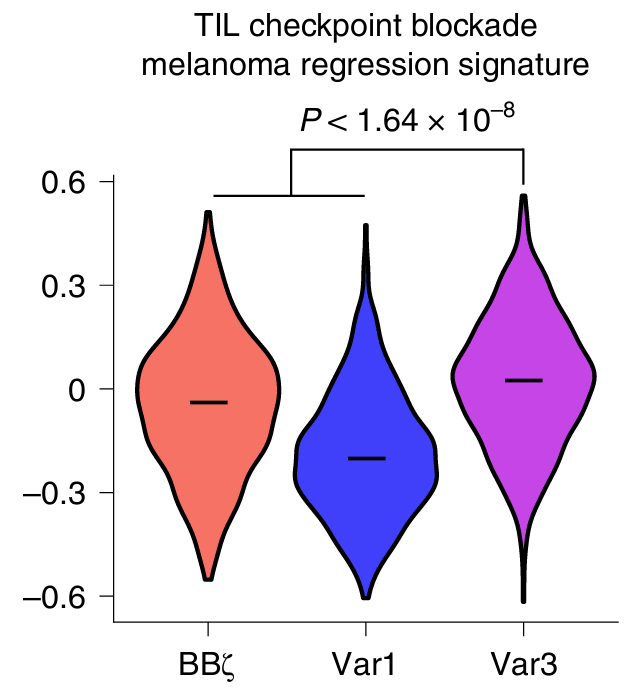 TIL checkpoint blockade
melanoma regression signature
P < 1.64 × 10⁻⁸
0.6
0.3
0
–0.3
–0.6
BBζ Var1 Var3